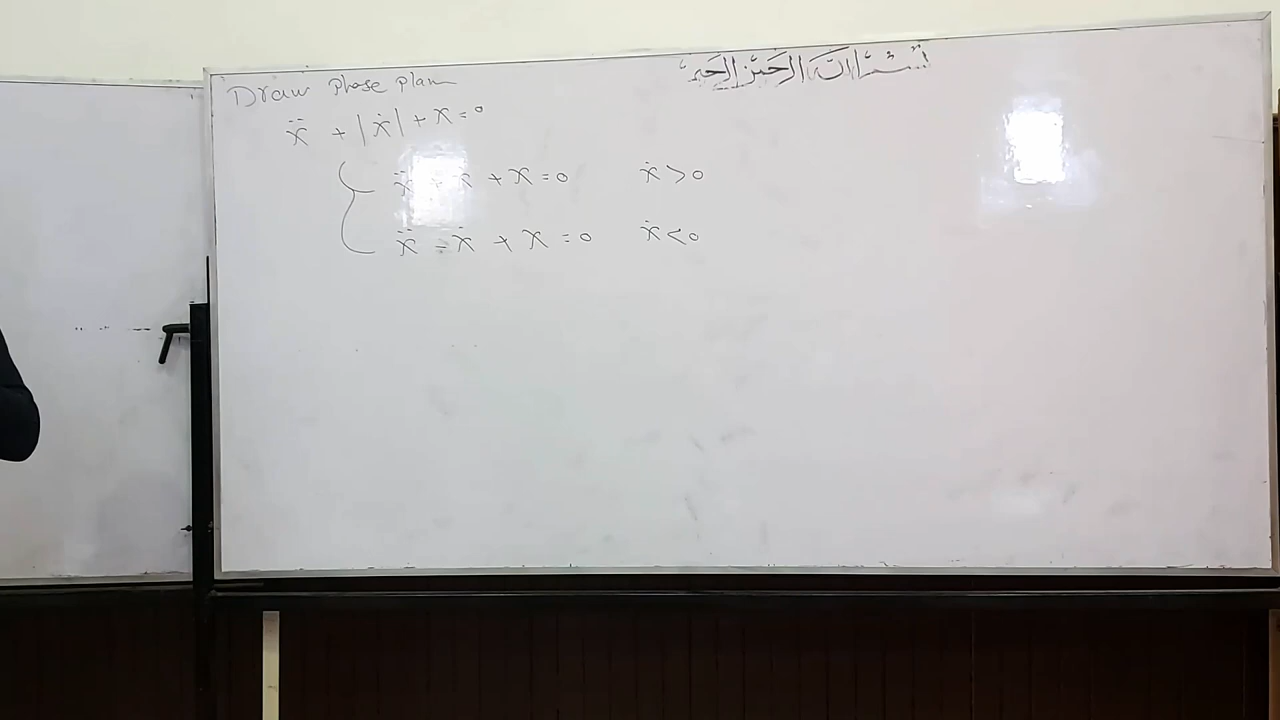 بسم الله الرحمن الرحيم
Draw phase plan
ẍ + |ẋ| + x = 0
ẍ + ẋ + x = 0 ẋ > 0
ẍ - ẋ + x = 0 ẋ < 0